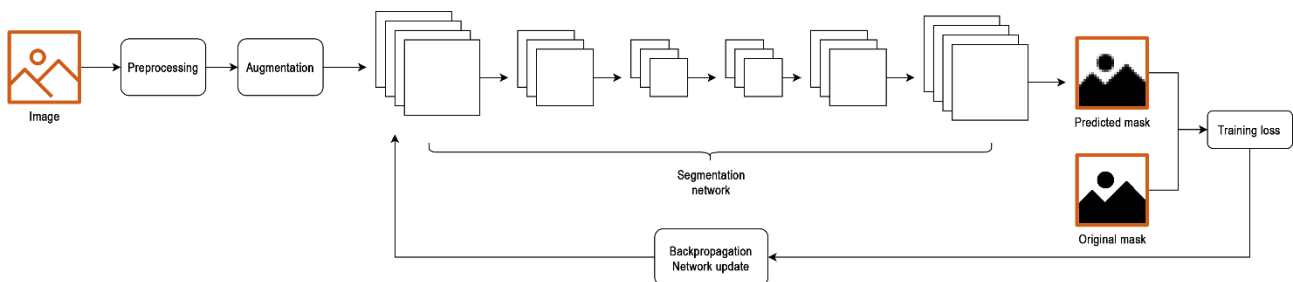 Image
Preprocessing
Augmentation
Segmentation
network
Predicted mask
Original mask
Training loss
Backpropagation
Network update